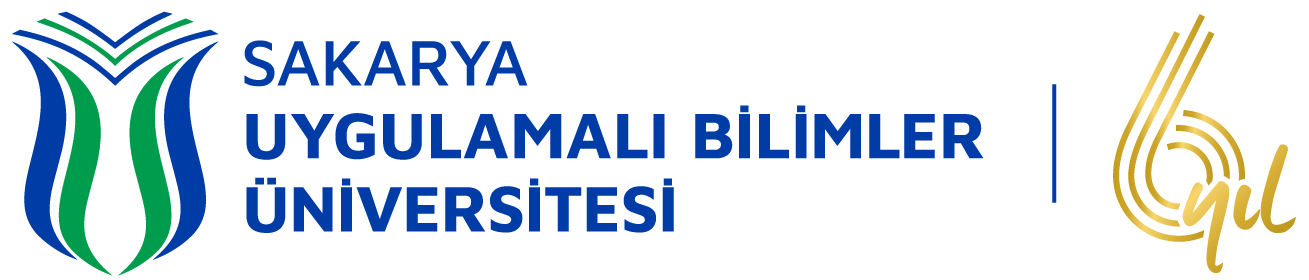 SAKARYA
UYGULAMALI BİLİMLER
ÜNİVERSİTESİ
6
yıl